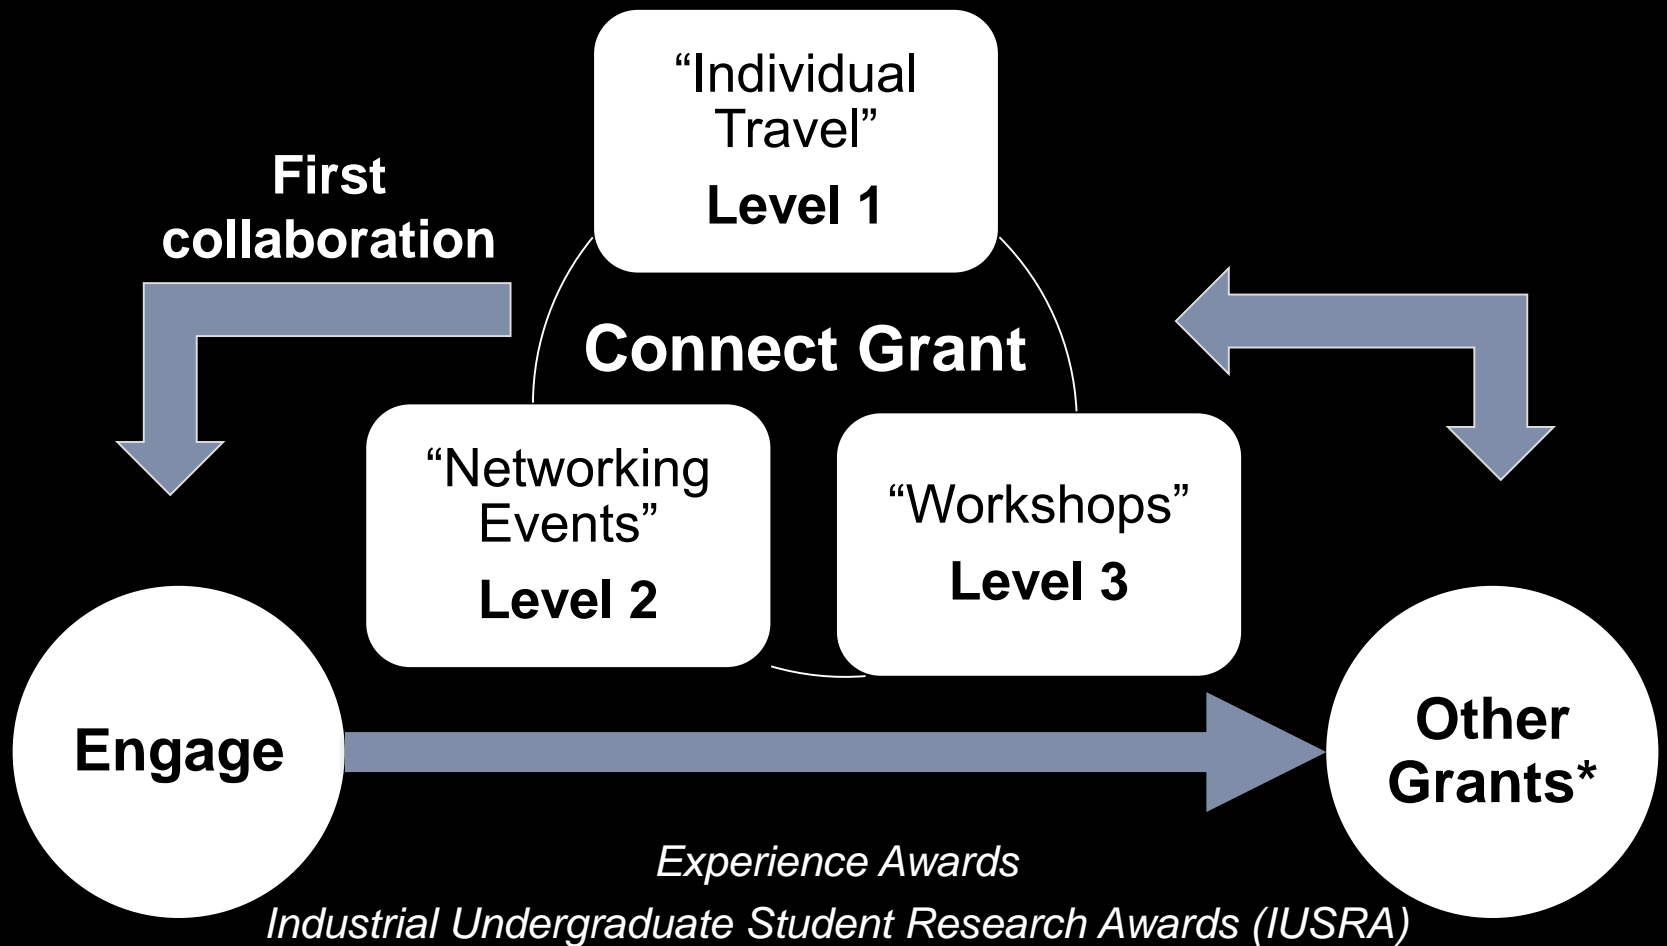 “Individual
Travel”
Level 1
First
collaboration
Connect Grant
“Networking
Events”
Level 2
“Workshops”
Level 3
Engage
Other
Grants*
Experience Awards
Industrial Undergraduate Student Research Awards (IUSRA)